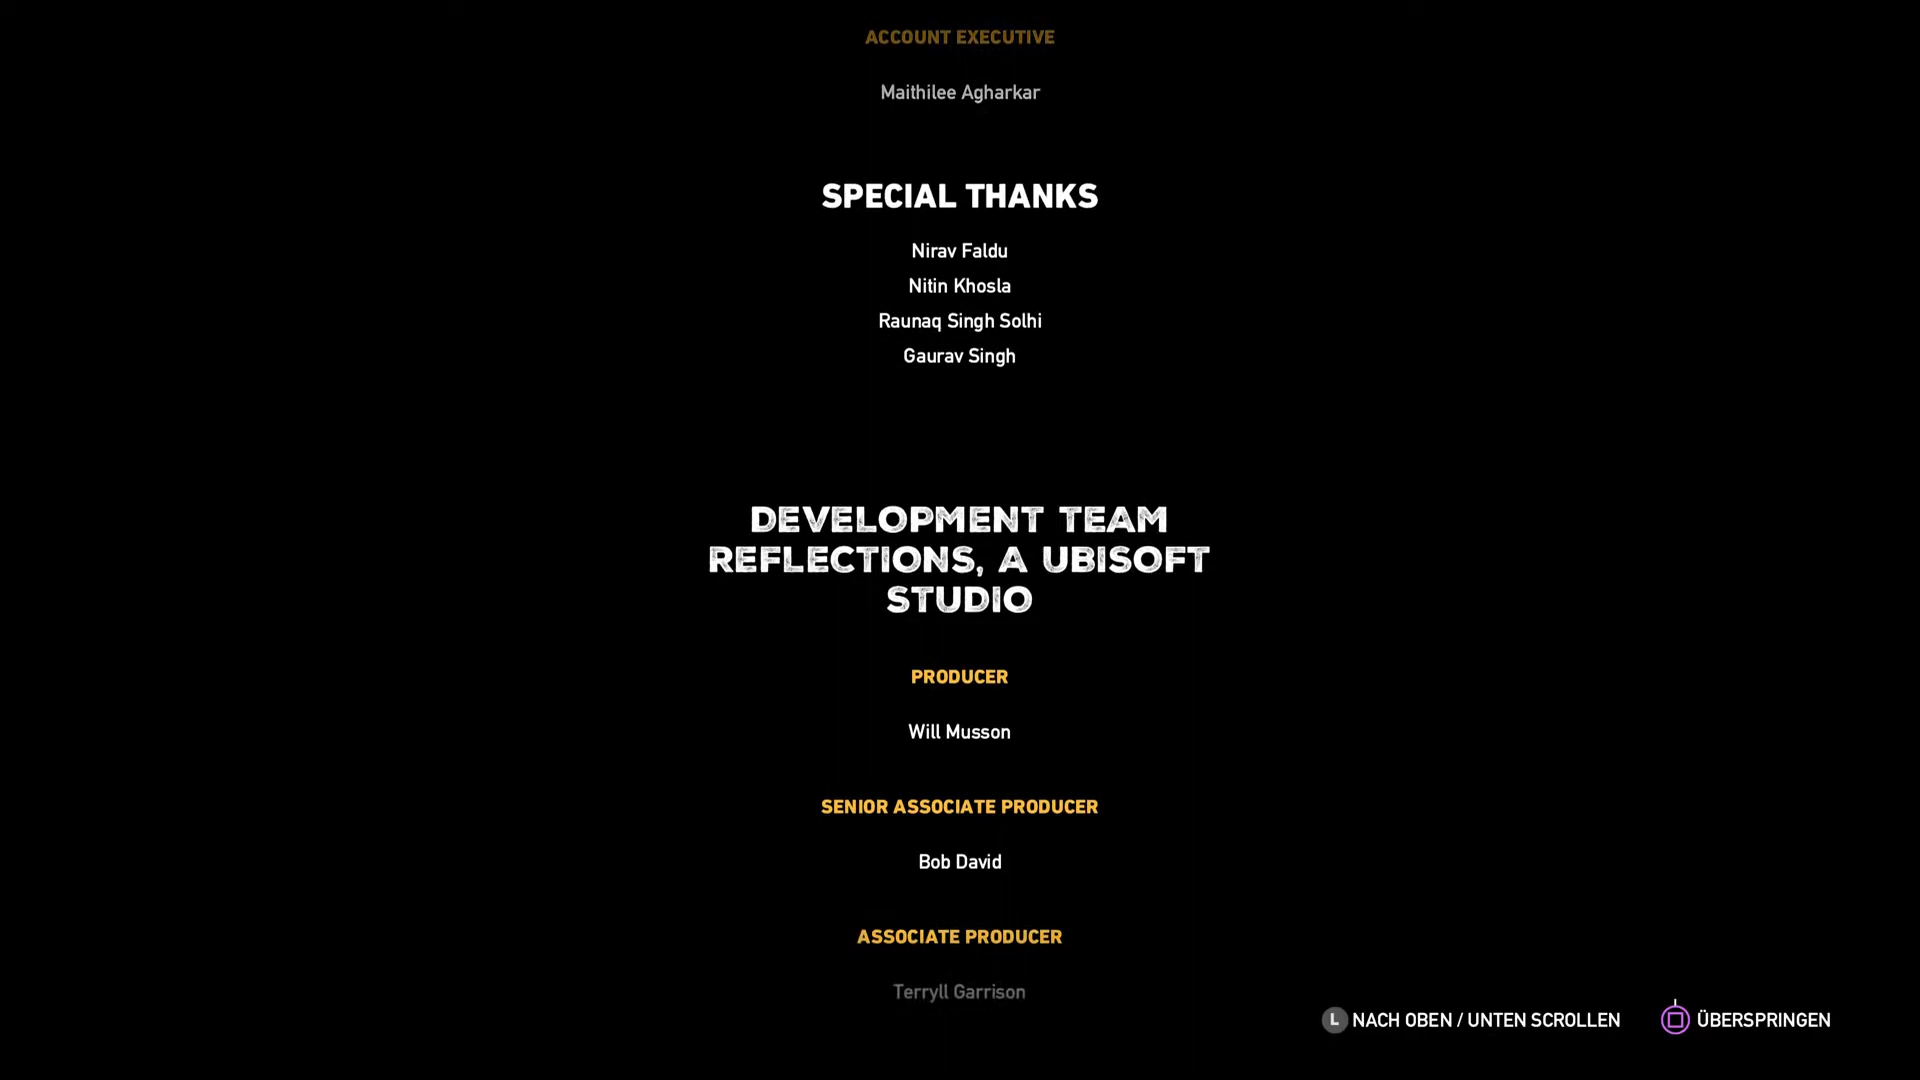 ACCOUNT EXECUTIVE
Maithilee Agharkar
SPECIAL THANKS
Nirav Faldu
Nitin Khosla
Raunaq Singh Solhi
Gaurav Singh
DEVELOPMENT TEAM
REFLECTIONS, A UBISOFT
STUDIO
PRODUCER
Will Musson
SENIOR ASSOCIATE PRODUCER
Bob David
ASSOCIATE PRODUCER
Terryll Garrison
L NACH OBEN / UNTEN SCROLLEN
ÜBERSPRINGEN